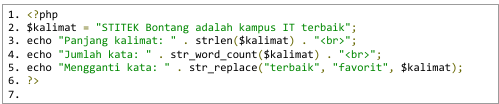 1. <?php
2. $kalimat = "STITEK Bontang adalah kampus IT terbaik";
3. echo "Panjang kalimat: " . strlen($kalimat) . "<br>";
4. echo "Jumlah kata: " . str_word_count($kalimat) . "<br>";
5. echo "Mengganti kata: " . str_replace("terbaik", "favorit", $kalimat);
6. ?>
7.